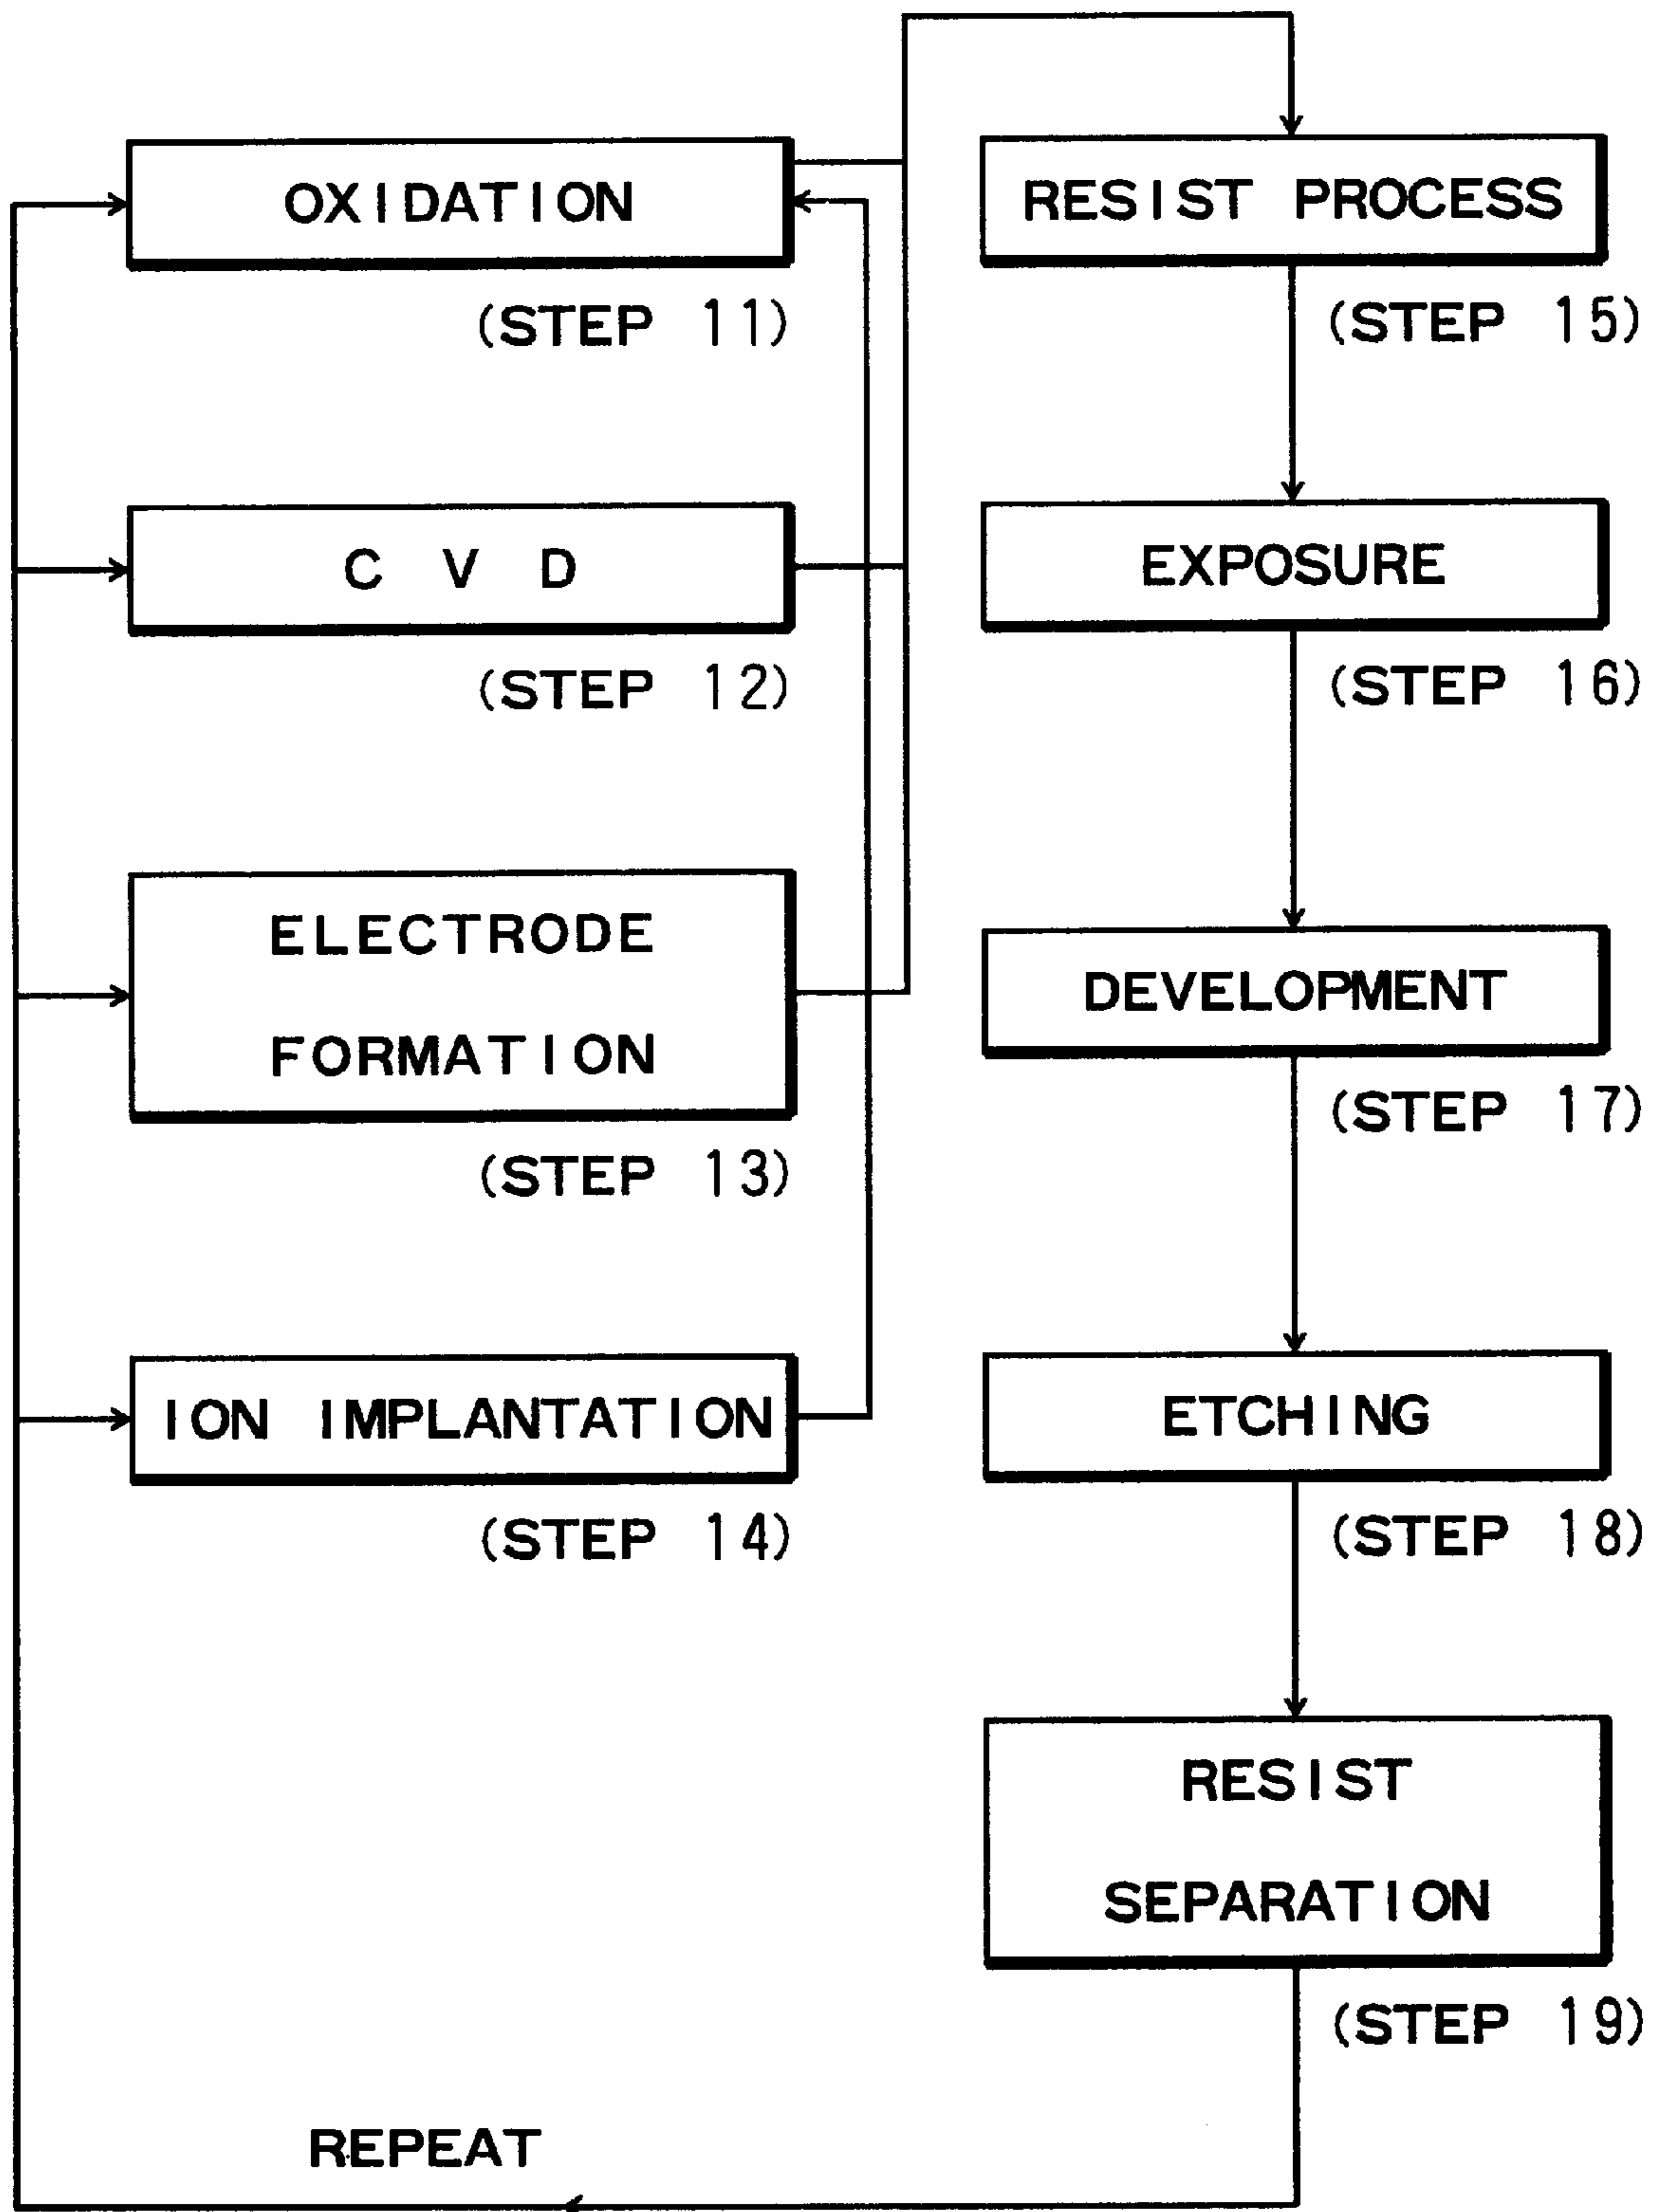 OXIDATION
(STEP 11)
C V D
(STEP 12)
ELECTRODE
FORMATION
(STEP 13)
ION IMPLANTATION
(STEP 14)
RESIST PROCESS
(STEP 15)
EXPOSURE
(STEP 16)
DEVELOPMENT
(STEP 17)
ETCHING
(STEP 18)
RESIST
SEPARATION
(STEP 19)
REPEAT